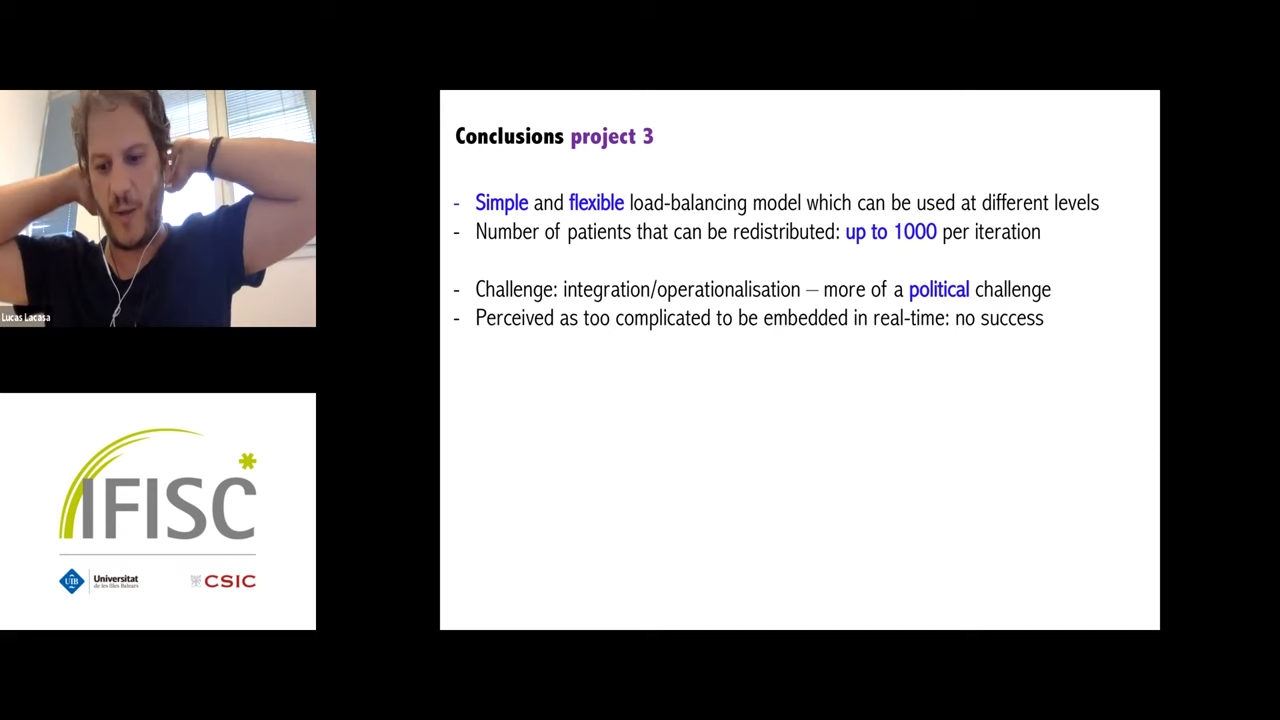 Conclusions project 3
- Simple and flexible load-balancing model which can be used at different levels
- Number of patients that can be redistributed: up to 1000 per iteration
- Challenge: integration/operationalisation – more of a political challenge
- Perceived as too complicated to be embedded in real-time: no success
Lucas Lacasa
IFISC
UIB
Universitat
de les Illes Balears
CSIC